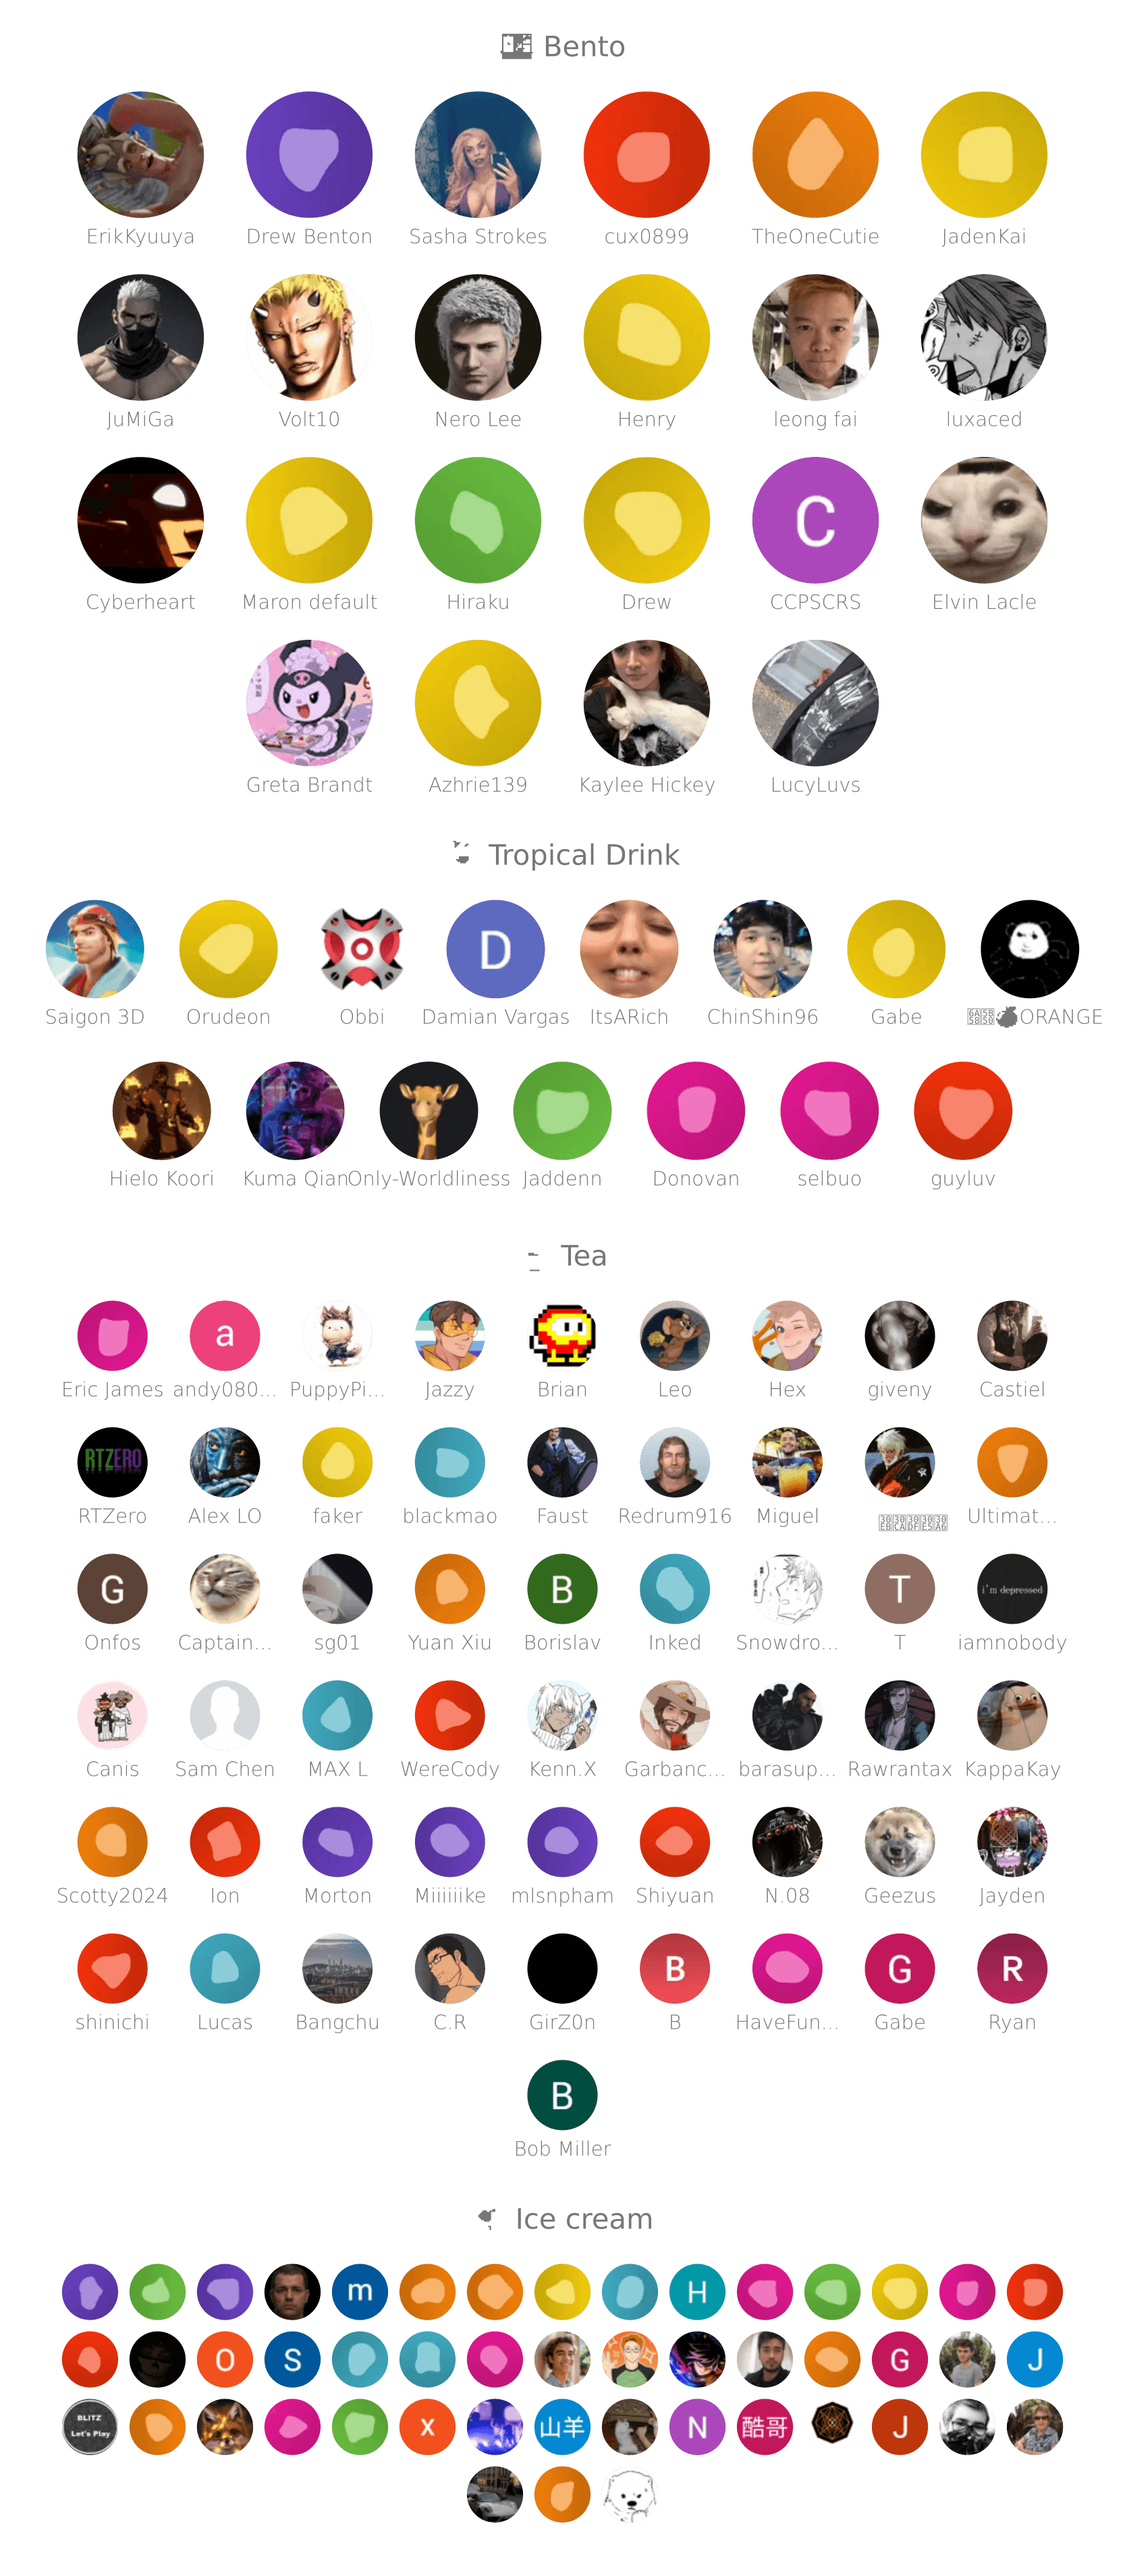 Bento
ErikKyuuya Drew Benton Sasha Strokes cux0899 TheOneCutie JadenKai
JuMiGa Volt10 Nero Lee Henry leong fai luxaced
C
Cyberheart Maron default Hiraku Drew CCPSCRS Elvin Lacle
Greta Brandt Azhrie139 Kaylee Hickey LucyLuvs
Tropical Drink
D
Saigon 3D Orudeon Obbi Damian Vargas ItsARich ChinShin96 Gabe ORANGE
Hielo Koori Kuma Qian Only-Worldliness Jaddenn Donovan selbuo guyluv
Tea
a
Eric James andy080... PuppyPi... Jazzy Brian Leo Hex giveny Castiel
RTZERO
RTZero Alex LO faker blackmao Faust Redrum916 Miguel Ultimat...
G B T i'm depressed
Onfos Captain... sg01 Yuan Xiu Borislav Inked Snowdro... T iamnobody
Canis Sam Chen MAX L WereCody Kenn.X Garbanc... barasup... Rawrantax KappaKay
Scotty2024 Ion Morton Miiiiiike mlsnpham Shiyuan N.08 Geezus Jayden
B G R
shinichi Lucas Bangchu C.R GirZ0n B HaveFun... Gabe Ryan
B
Bob Miller
Ice cream
m H
O S G J
BLITZ
Let's Play
x 山羊 N 酷哥 J